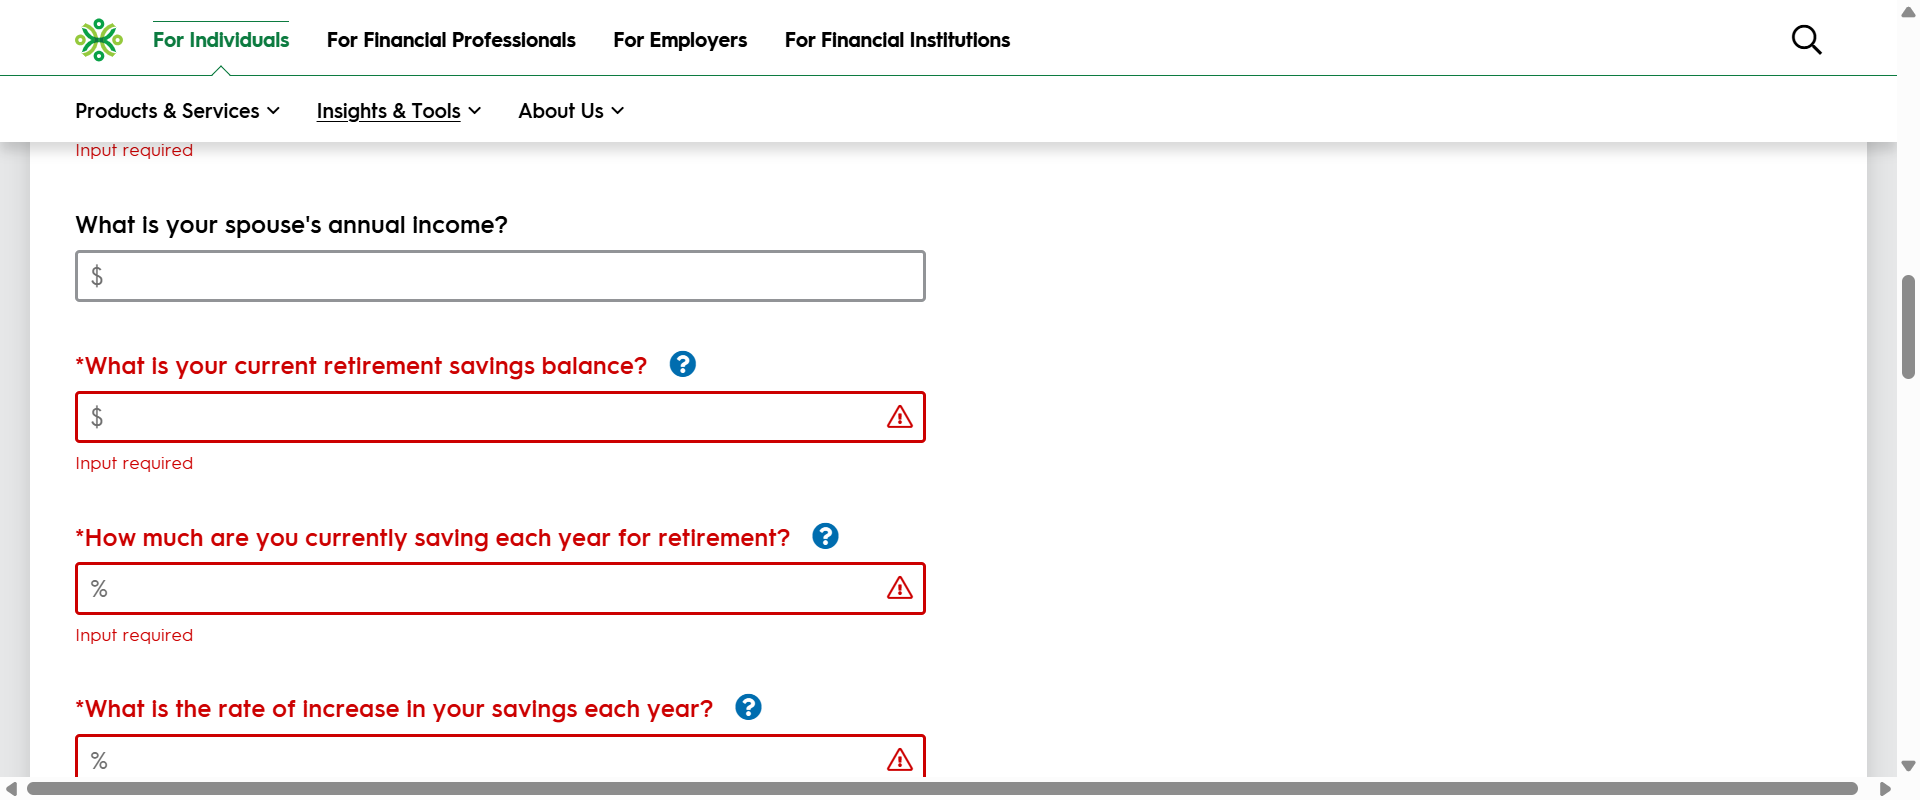 For Individuals For Financial Professionals For Employers For Financial Institutions
Products & Services Insights & Tools About Us
Input required
What is your spouse's annual income?
$
*What is your current retirement savings balance? ?
$
Input required
*How much are you currently saving each year for retirement? ?
%
Input required
*What is the rate of increase in your savings each year? ?
%